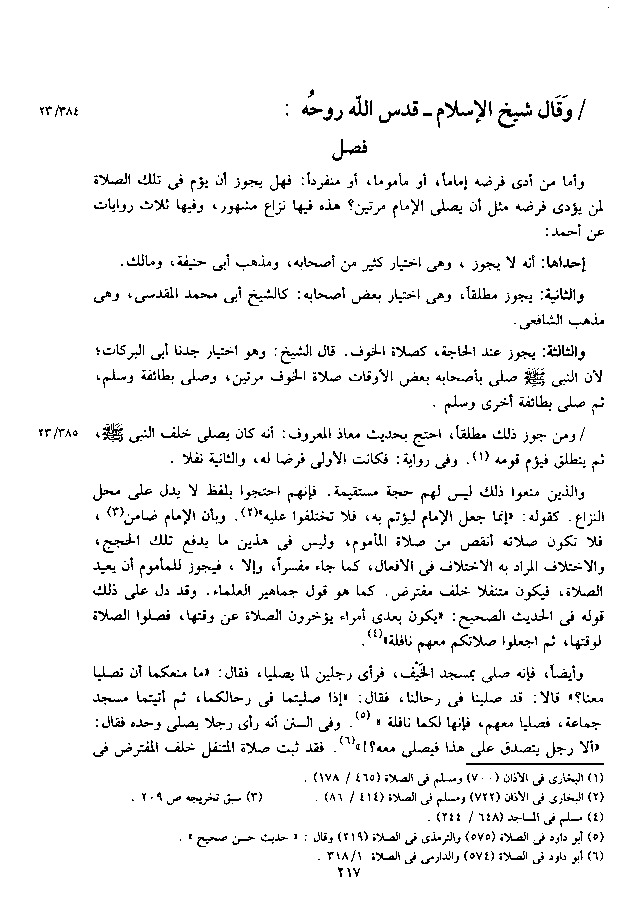 / وَقَال شيخ الإسلام ـ قدس الله روحُه : ٢٣/٣٨٤
فصل
وأما من أدى فرضه إماماً، أو مأموما، أو منفرداً: فهل يجوز أن يؤم فى تلك الصلاة
لمن يؤدى فرضه مثل أن يصلى الإمام مرتين؟ هذه فيها نزاع مشهور، وفيها ثلاث روايات
عن أحمد:
إحداها: أنه لا يجوز ، وهى اختيار كثير من أصحابه، ومذهب أبى حنيفة، ومالك.
والثانية: يجوز مطلقاً، وهى اختيار بعض أصحابه: كالشيخ أبى محمد المقدسى، وهى
مذهب الشافعى.
والثالثة: يجوز عند الحاجة، كصلاة الخوف. قال الشيخ: وهو اختيار جدنا أبى البركات؛
لأن النبى ﷺ صلى بأصحابه بعض الأوقات صلاة الخوف مرتين، وصلى بطائفة وسلم،
ثم صلى بطائفة أخرى وسلم .
/ ومن جوز ذلك مطلقاً، احتج بحديث معاذ المعروف: أنه كان يصلى خلف النبى ﷺ، ٢٣/٣٨٥
ثم ينطلق فيؤم قومه (١). وفى رواية: فكانت الأولى فرضا له، والثانية نفلا .
والذين منعوا ذلك ليس لهم حجة مستقيمة. فإنهم احتجوا بلفظ لا يدل على محل
النزاع. كقوله: «إنما جعل الإمام ليؤتم به، فلا تختلفوا عليه»(٢). وبأن الإمام ضامن(٣) ،
فلا تكون صلاته أنقص من صلاة المأموم، وليس فى هذين ما يدفع تلك الحجج،
والاختلاف المراد به الاختلاف فى الأفعال، كما جاء مفسراً، وإلا ، فيجوز للمأموم أن يعيد
الصلاة، فيكون متنفلا خلف مفترض. كما هو قول جماهير العلماء. وقد دل على ذلك
قوله فى الحديث الصحيح: «يكون بعدى أمراء يؤخرون الصلاة عن وقتها، فصلوا الصلاة
لوقتها، ثم اجعلوا صلاتكم معهم نافلة»(٤).
وأيضاً، فإنه صلى بمسجد الخَيْف، فرأى رجلين لما يصليا، فقال: «ما منعكما أن تصليا
معنا؟» قالا: قد صلينا فى رحالنا، فقال: «إذا صليتما فى رحالكما، ثم أتيتما مسجد
جماعة، فصليا معهم، فإنها لكما نافلة » (٥). وفى السنن أنه رأى رجلا يصلى وحده فقال:
«ألا رجل يتصدق على هذا فيصلى معه؟!»(٦). فقد ثبت صلاة المتنفل خلف المفترض فى
(١) البخارى فى الأذان (٧٠٠) ومسلم فى الصلاة (٤٦٥ / ١٧٨) .
(٢) البخارى فى الأذان (٧٢٢) ومسلم فى الصلاة (٤١٤ / ٨٦) . (٣) سبق تخريجه ص ٢٠٩ .
(٤) مسلم فى المساجد (٦٤٨ / ٢٤٤) .
(٥) أبو داود فى الصلاة (٥٧٥) والترمذى فى الصلاة (٢١٩) وقال : « حديث حسن صحيح » .
(٦) أبو داود فى الصلاة (٥٧٤) والدارمى فى الصلاة ٣١٨/١ .
٢١٧